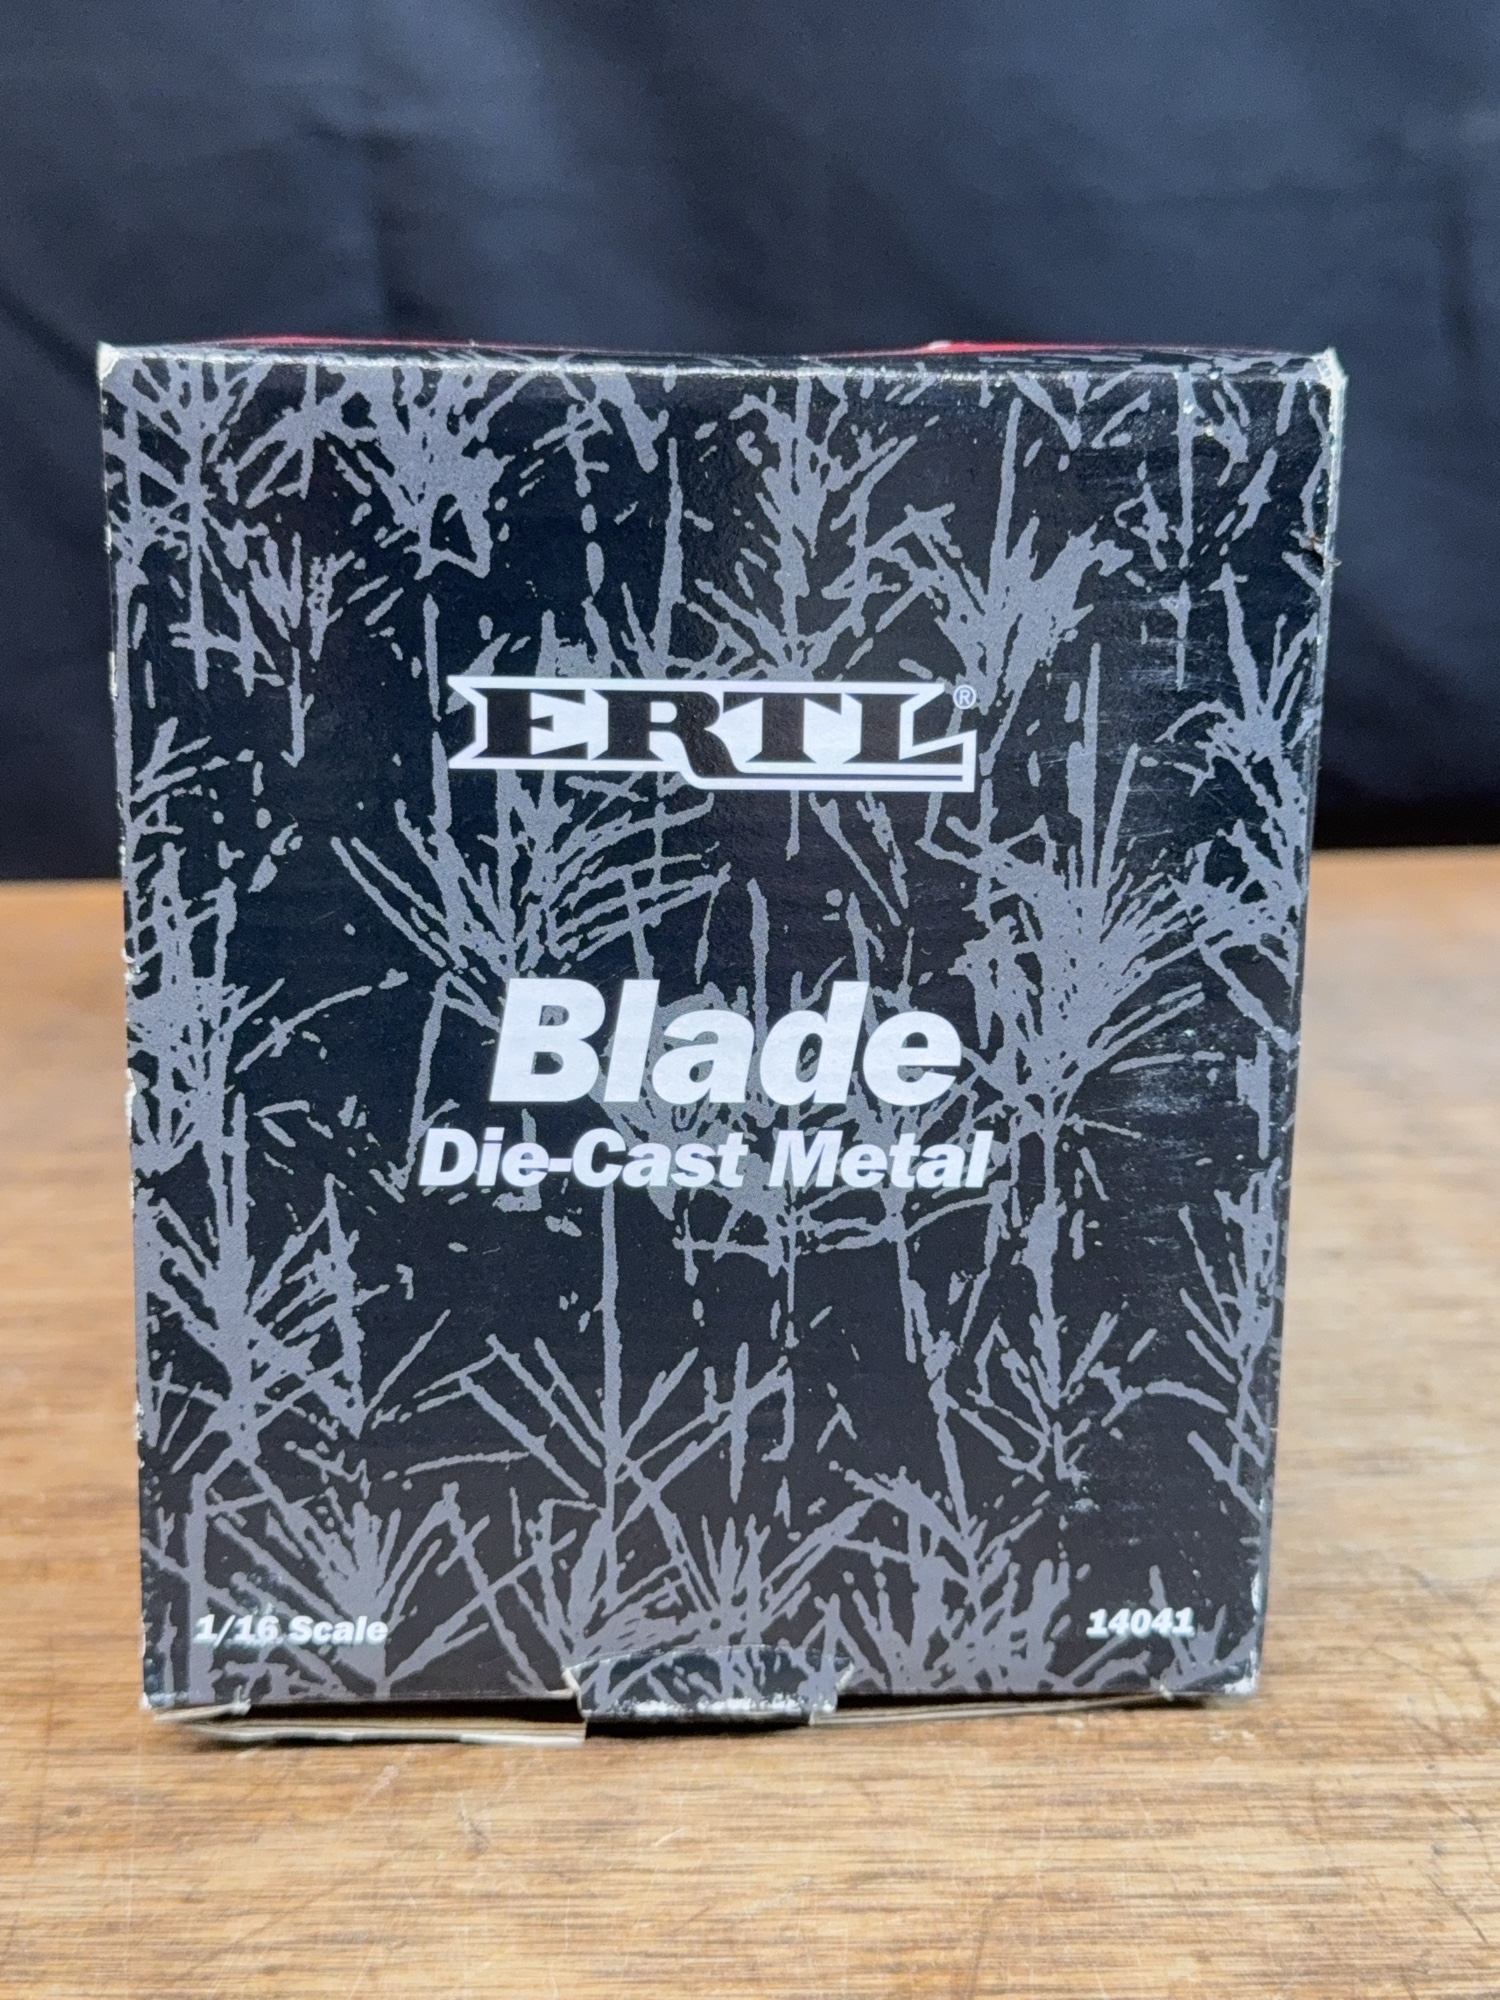 ERTL®
Blade
Die-Cast Metal
1/16 Scale
14041